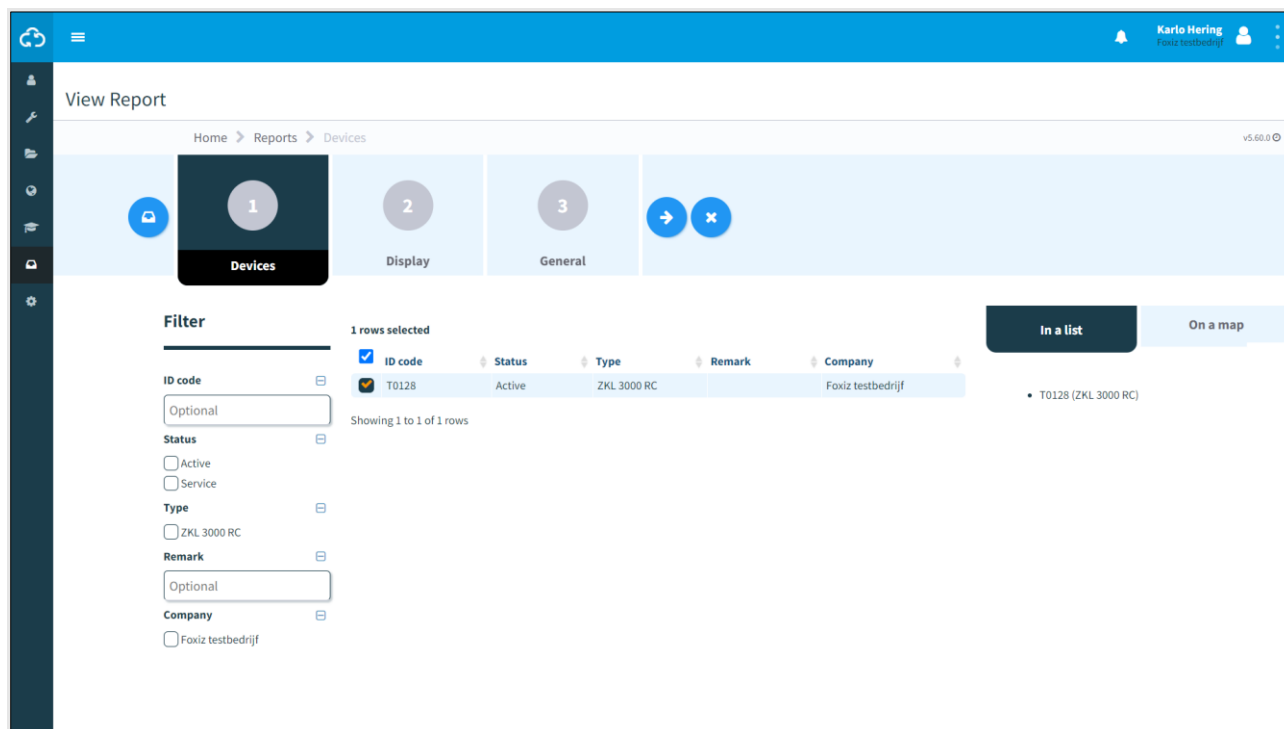 Karlo Hering
Foxiz testbedrijf
View Report
Home Reports Devices
v5.60.0
1
Devices
2
Display
3
General
Filter
ID code
Optional
Status
Active
Service
Type
ZKL 3000 RC
Remark
Optional
Company
Foxiz testbedrijf
1 rows selected
ID code Status Type Remark Company
T0128 Active ZKL 3000 RC Foxiz testbedrijf
Showing 1 to 1 of 1 rows
In a list
On a map
• T0128 (ZKL 3000 RC)